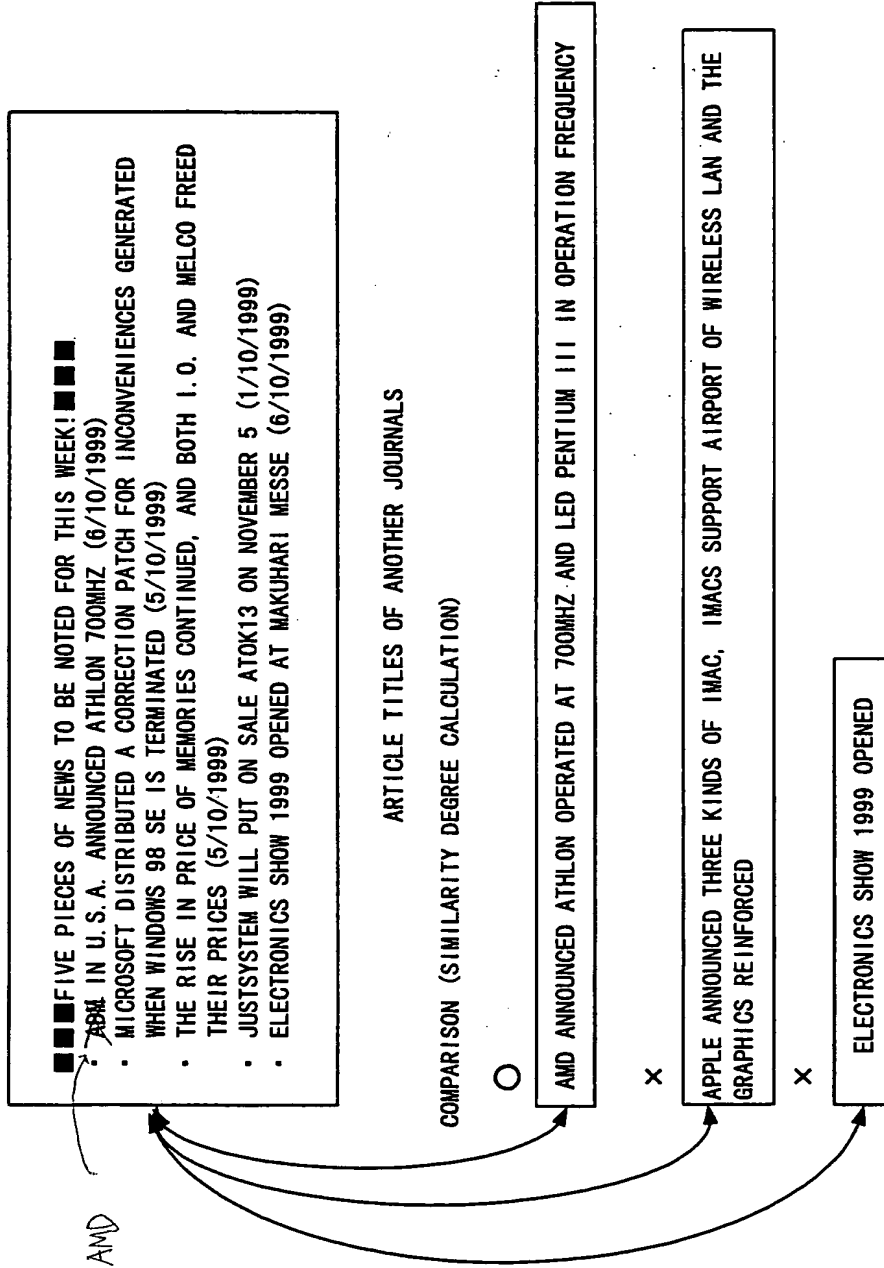 ■■■FIVE PIECES OF NEWS TO BE NOTED FOR THIS WEEK!■■■
AMD
· ABM IN U.S.A. ANNOUNCED ATHLON 700MHZ (6/10/1999)
· MICROSOFT DISTRIBUTED A CORRECTION PATCH FOR INCONVENIENCES GENERATED
WHEN WINDOWS 98 SE IS TERMINATED (5/10/1999)
· THE RISE IN PRICE OF MEMORIES CONTINUED, AND BOTH I.O. AND MELCO FREED
THEIR PRICES (5/10/1999)
· JUSTSYSTEM WILL PUT ON SALE ATOK13 ON NOVEMBER 5 (1/10/1999)
· ELECTRONICS SHOW 1999 OPENED AT MAKUHARI MESSE (6/10/1999)
ARTICLE TITLES OF ANOTHER JOURNALS
COMPARISON (SIMILARITY DEGREE CALCULATION)
O
AMD ANNOUNCED ATHLON OPERATED AT 700MHZ AND LED PENTIUM III IN OPERATION FREQUENCY
×
APPLE ANNOUNCED THREE KINDS OF IMAC, IMACS SUPPORT AIRPORT OF WIRELESS LAN AND THE
GRAPHICS REINFORCED
×
ELECTRONICS SHOW 1999 OPENED